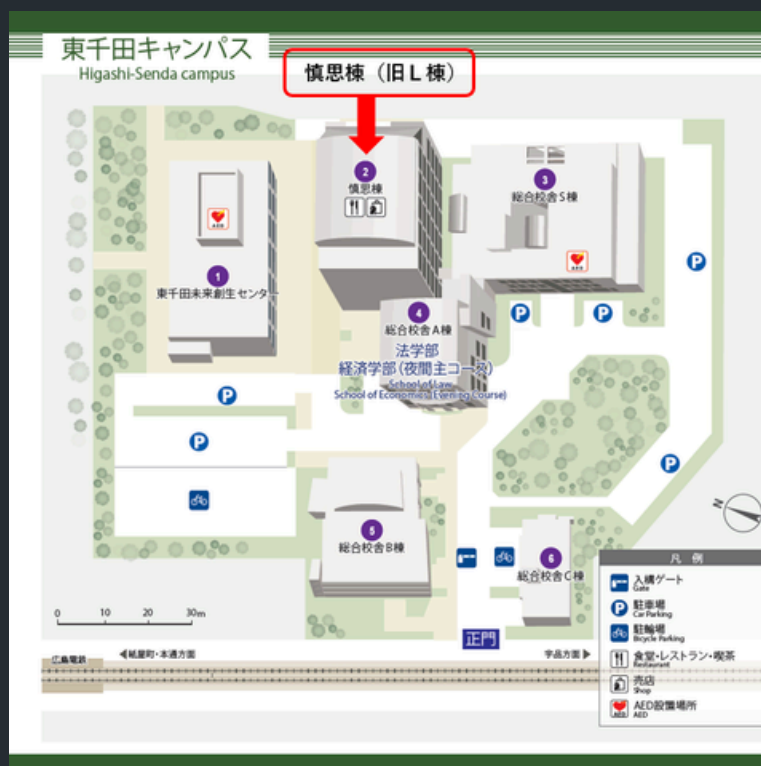 東千田キャンパス
Higashi-Senda campus
慎思棟（旧L棟）
2
慎思棟
3
総合校舎S棟
AED
AED
1
東千田未来創生センター
P
4
総合校舎A棟
P
P
法学部
経済学部（夜間主コース）
School of Law
School of Economics (Evening Course)
P
P
P
N
5
総合校舎B棟
6
総合校舎C棟
凡 例
入構ゲート
Gate
P
駐車場
Car Parking
駐輪場
Bicycle Parking
食堂・レストラン・喫茶
Restaurant
売店
Shop
AED
AED設置場所
AED
0 10 20 30m
正門
広島電鉄
◀紙屋町・本通方面
宇品方面▶